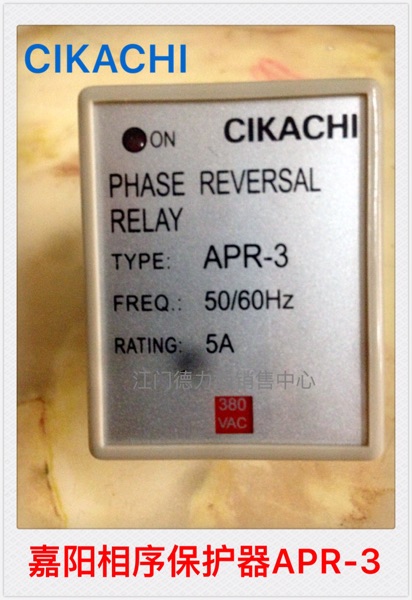 CIKACHI
ON CIKACHI
PHASE REVERSAL
RELAY
TYPE: APR-3
FREQ.: 50/60Hz
RATING: 5A
江门德力 销售中心
380
VAC
嘉阳相序保护器APR-3